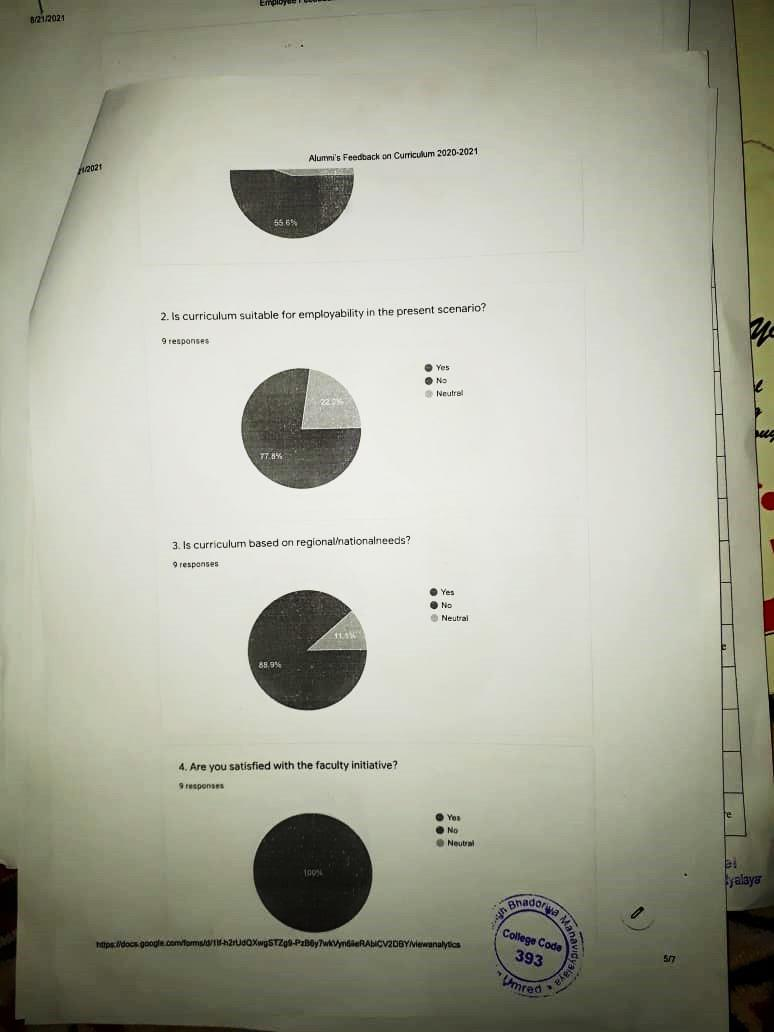 8/21/2021
Alumni's Feedback on Curriculum 2020-2021
55.6%
2. Is curriculum suitable for employability in the present scenario?
9 responses
Yes
No
Neutral
22.2%
77.8%
3. Is curriculum based on regional/nationalneeds?
9 responses
Yes
No
Neutral
11.1%
88.9%
4. Are you satisfied with the faculty initiative?
9 responses
Yes
No
Neutral
100%
Bhadoriya Manavidyalaya
College Code
393
Umred
5/7